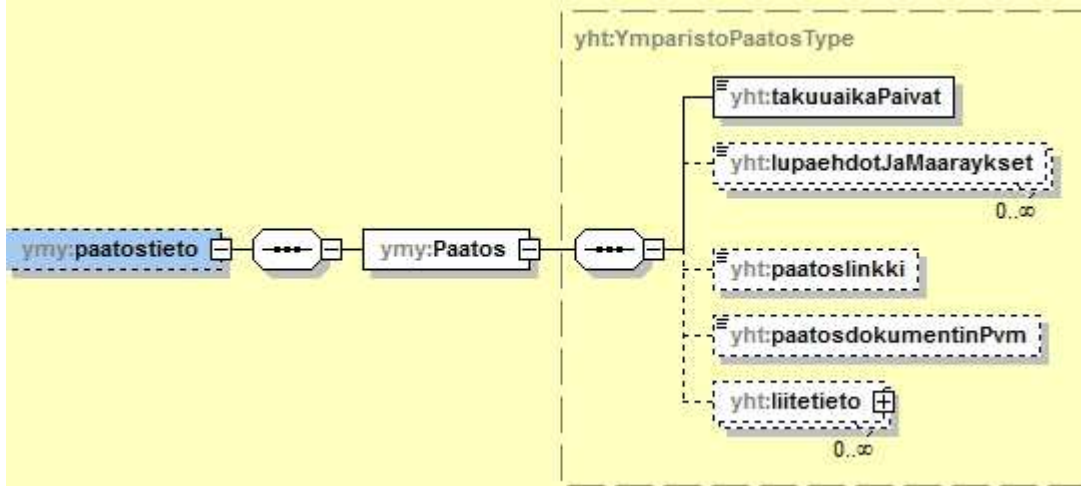 yht:YmparistoPaatosType
yht:takuuaikaPaivat
yht:lupaehdotJaMaaraykset
0..∞
ymy:paatostieto
ymy:Paatos
yht:paatoslinkki
yht:paatosdokumentinPvm
yht:liitetieto
0..∞